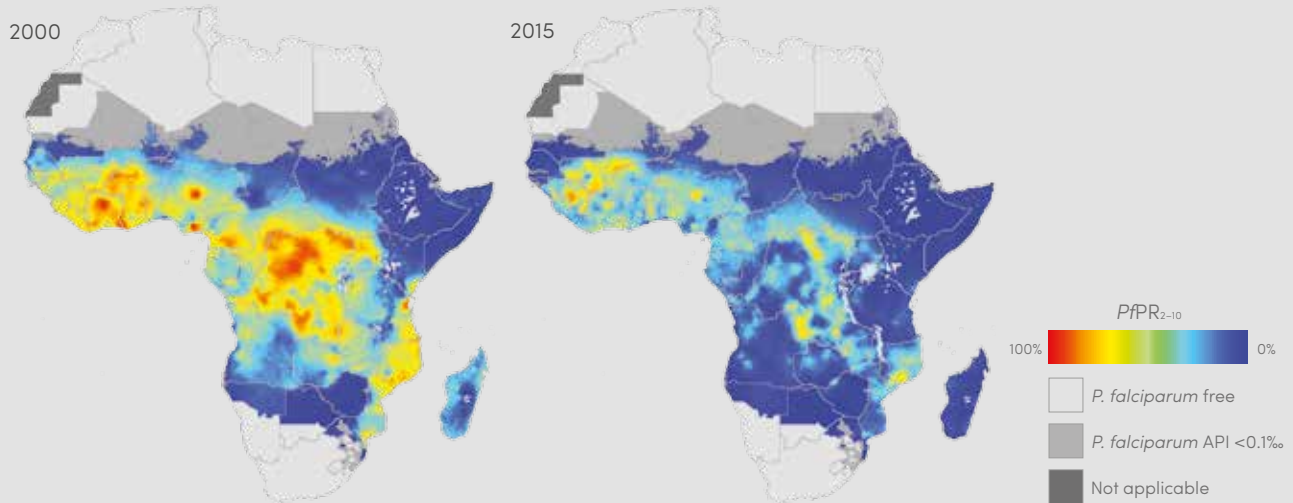 2000
2015
PfPR2–10
100%
0%
P. falciparum free
P. falciparum API <0.1‰
Not applicable